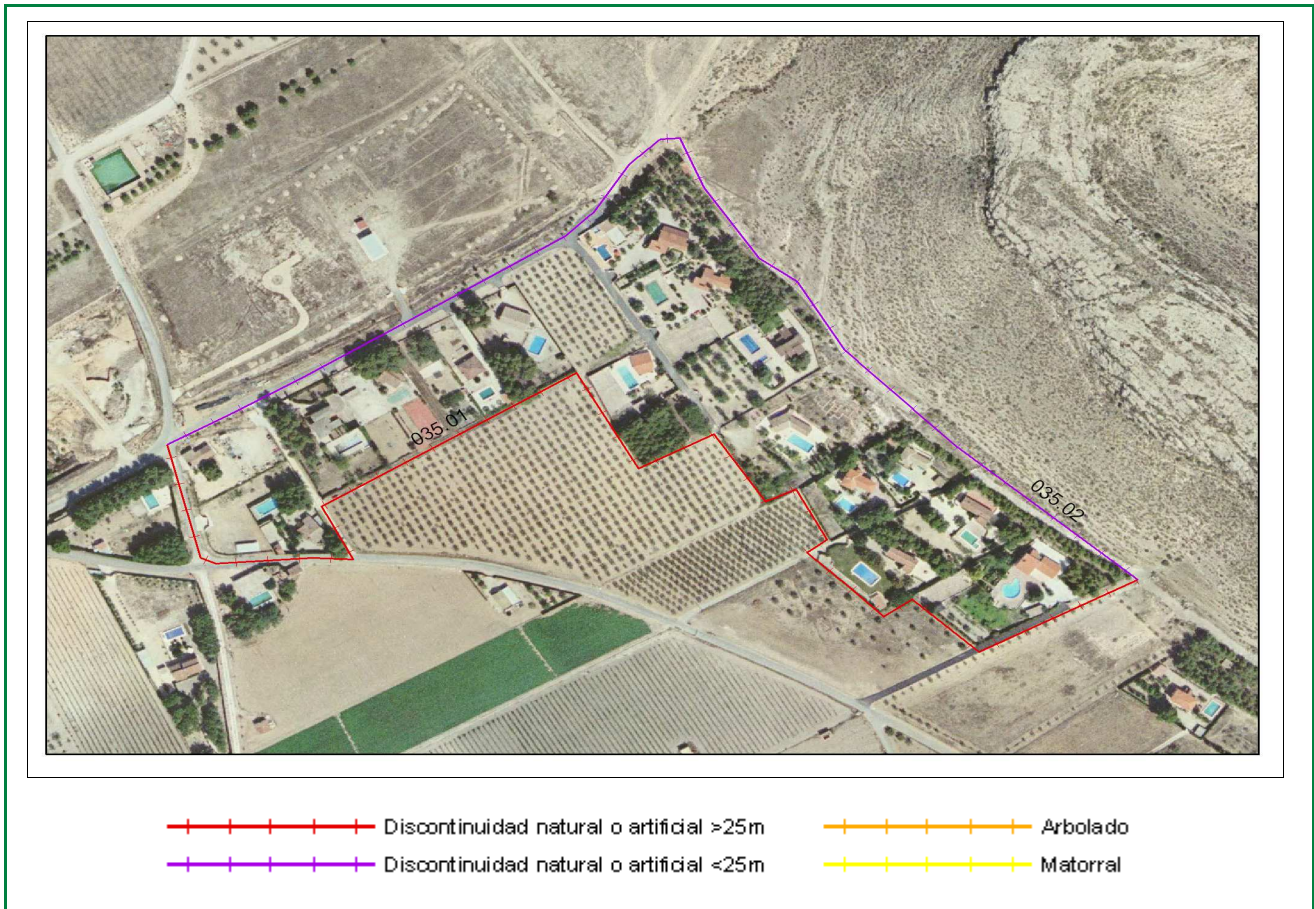 035.01
035.02
Discontinuidad natural o artificial >25m
Arbolado
Discontinuidad natural o artificial <25m
Matorral